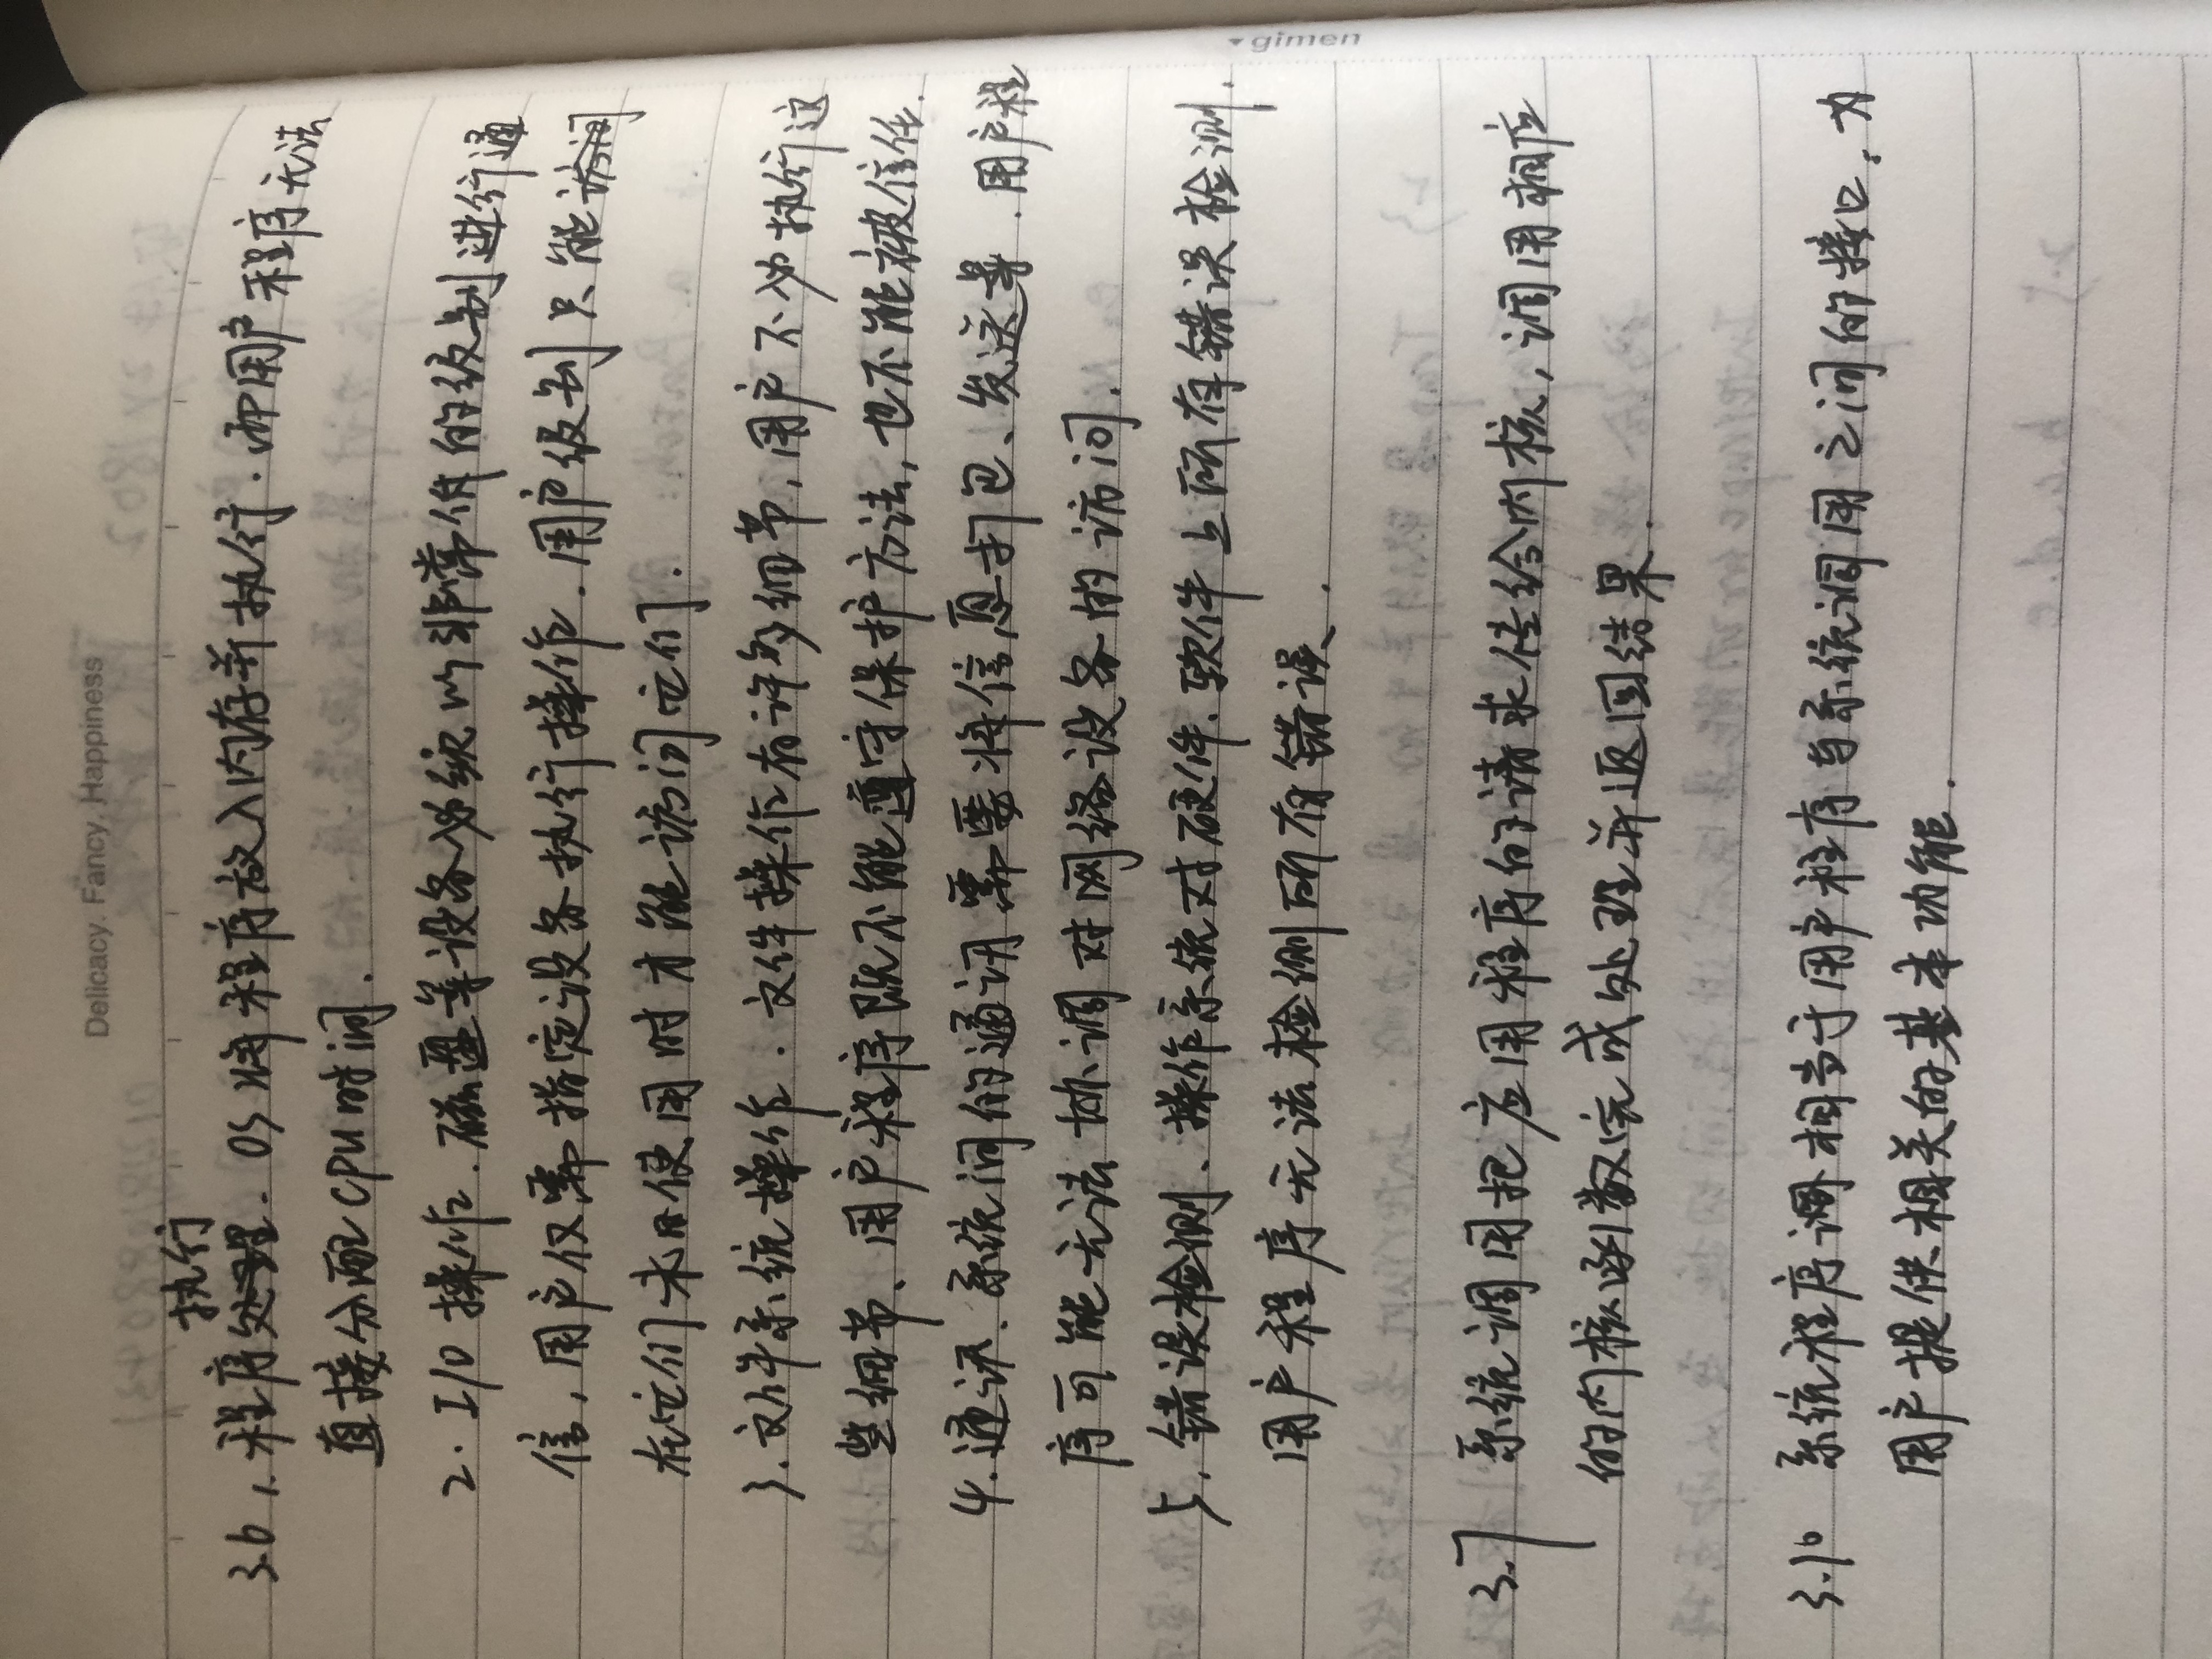 Delicacy. Fancy. Happiness
执行
3.6 1. 程序处理. OS将程序放入内存并执行. 而用户程序无法
直接分配CPU时间.
2. I/O 操作. 磁盘等设备必须以非常低的级别进行通
信, 用户仅需指定设备执行操作. 用户级别只能访问
在它们未用使用时才能访问它们.
3. 文件系统操作. 文件操作有许多细节, 用户不必执行这
些细节、用户程序既不能遵守保护方法, 也不能被信任.
4. 通讯、系统间的通讯需要将信息打包、发送等. 用户程
序可能无法协调对网络设备的访问.
5. 错误检测、操作系统对硬件、软件上所有错误检测.
用户程序无法检测所有错误.
3.7 系统调用把应用程序的请求传给内核, 调用相应
的内核函数完成处理并返回结果.
3.10 系统程序调相当于用户程序与系统调用之间的接口, 为
用户提供相关的基本功能.
gimen